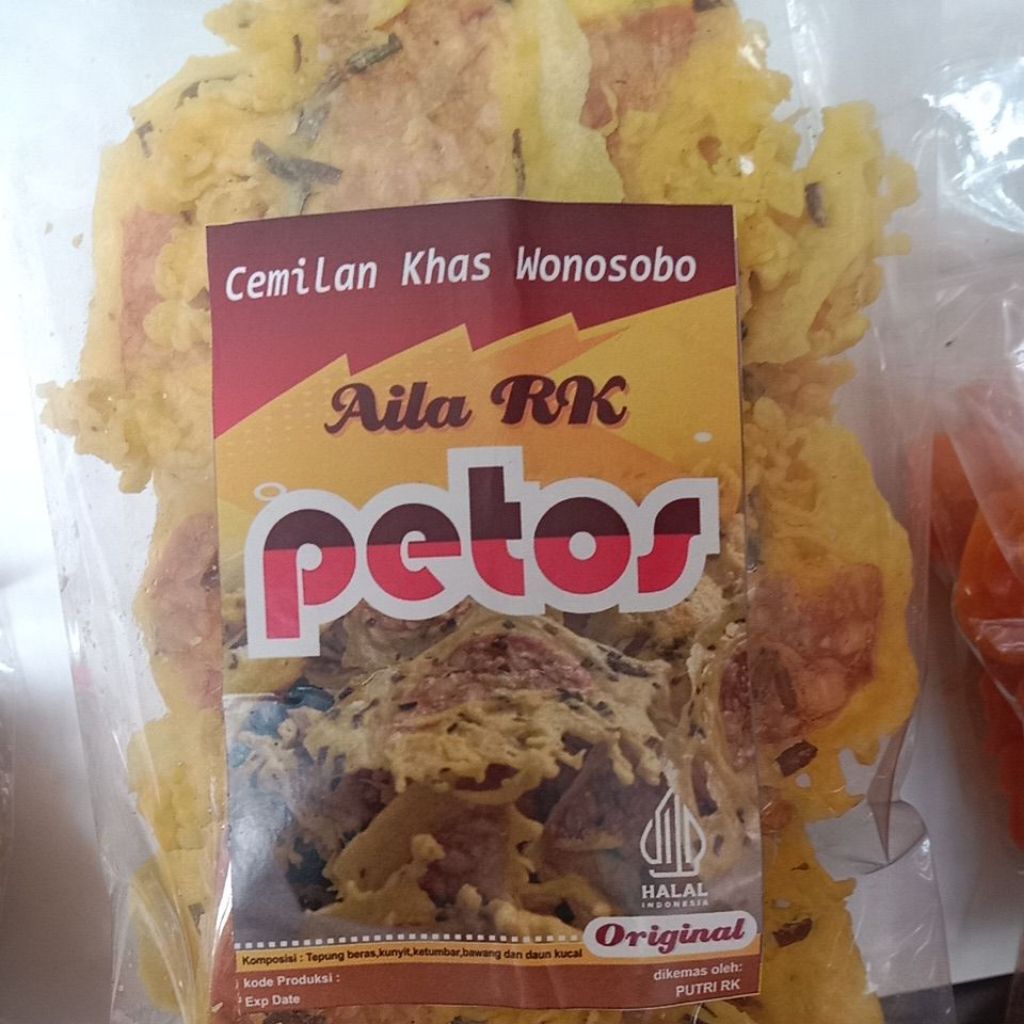 Cemilan Khas Wonosobo
Aila RK
petos
HALAL
INDONESIA
Original
Komposisi : Tepung beras,kunyit,ketumbar,bawang dan daun kucai
kode Produksi :
Exp Date
dikemas oleh:
PUTRI RK